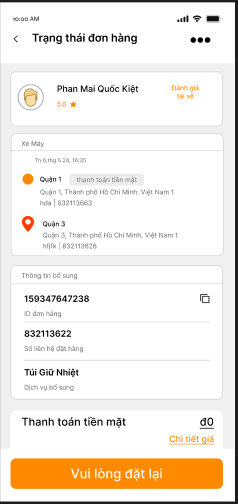 10:00 AM
Trạng thái đơn hàng
Phan Mai Quốc Kiệt
Đánh giá
tài xế
5.0
Xe Máy
Th 6,thg 5 24, 16:35
Quận 1 thanh toán tiền mặt
Quận 1, Thành phố Hồ Chí Minh, Việt Nam 1
hda | 832113663
Quận 3
Quận 3, Thành phố Hồ Chí Minh, Việt Nam 1
hfjfk | 832113626
Thông tin bổ sung
159347647238
ID đơn hàng
832113622
Số liên hệ đặt hàng
Túi Giữ Nhiệt
Dịch vụ bổ sung
Thanh toán tiền mặt đ0
Chi tiết giá
Vui lòng đặt lại